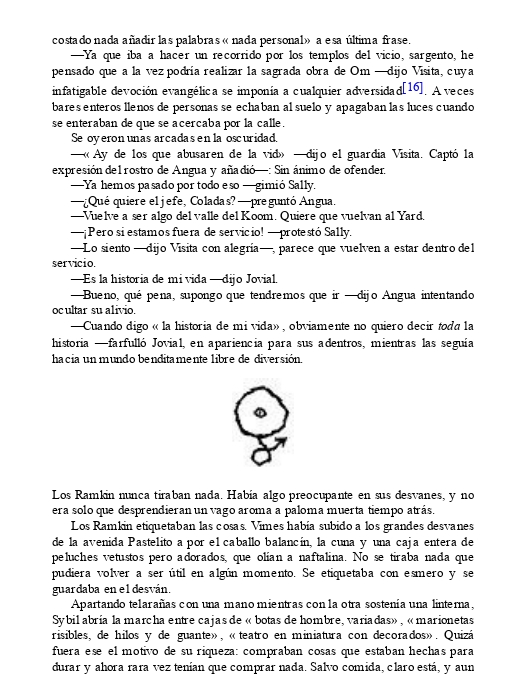 costado nada añadir las palabras « nada personal» a esa última frase.
—Ya que iba a hacer un recorrido por los templos del vicio, sargento, he
pensado que a la vez podría realizar la sagrada obra de Om —dijo Visita, cuya
infatigable devoción evangélica se imponía a cualquier adversidad[16]. A veces
bares enteros llenos de personas se echaban al suelo y apagaban las luces cuando
se enteraban de que se acercaba por la calle.
Se oyeron unas arcadas en la oscuridad.
—« Ay de los que abusaren de la vid» —dijo el guardia Visita. Captó la
expresión del rostro de Angua y añadió—: Sin ánimo de ofender.
—Ya hemos pasado por todo eso —gimió Sally.
—¿Qué quiere el jefe, Coladas? —preguntó Angua.
—Vuelve a ser algo del valle del Koom. Quiere que vuelvan al Yard.
—¡Pero si estamos fuera de servicio! —protestó Sally.
—Lo siento —dijo Visita con alegría—, parece que vuelven a estar dentro del
servicio.
—Es la historia de mi vida —dijo Jovial.
—Bueno, qué pena, supongo que tendremos que ir —dijo Angua intentando
ocultar su alivio.
—Cuando digo « la historia de mi vida» , obviamente no quiero decir toda la
historia —farfulló Jovial, en apariencia para sus adentros, mientras las seguía
hacia un mundo benditamente libre de diversión.
Los Ramkin nunca tiraban nada. Había algo preocupante en sus desvanes, y no
era solo que desprendieran un vago aroma a paloma muerta tiempo atrás.
Los Ramkin etiquetaban las cosas. Vimes había subido a los grandes desvanes
de la avenida Pastelito a por el caballo balancín, la cuna y una caja entera de
peluches vetustos pero adorados, que olían a naftalina. No se tiraba nada que
pudiera volver a ser útil en algún momento. Se etiquetaba con esmero y se
guardaba en el desván.
Apartando telarañas con una mano mientras con la otra sostenía una linterna,
Sybil abría la marcha entre cajas de « botas de hombre, variadas» , « marionetas
risibles, de hilos y de guante» , « teatro en miniatura con decorados» . Quizá
fuera ese el motivo de su riqueza: compraban cosas que estaban hechas para
durar y ahora rara vez tenían que comprar nada. Salvo comida, claro está, y aun